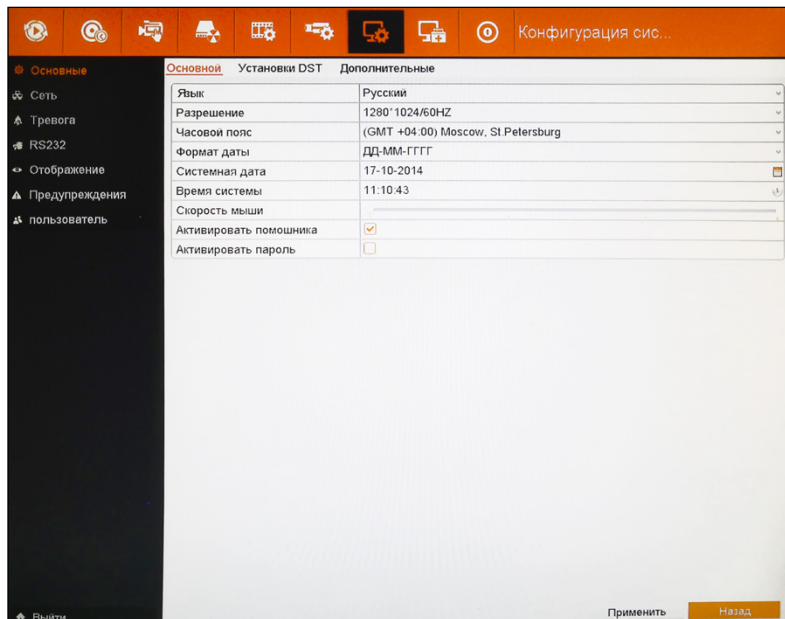 Конфигурация сис...
Основные
Сеть
Тревога
RS232
Отображение
Предупреждения
пользователь
Выйти
Основной Установки DST Дополнительные
Язык Русский
Разрешение 1280*1024/60HZ
Часовой пояс (GMT +04:00) Moscow, St.Petersburg
Формат даты ДД-ММ-ГГГГ
Системная дата 17-10-2014
Время системы 11:10:43
Скорость мыши
Активировать помошника
Активировать пароль
Применить Назад